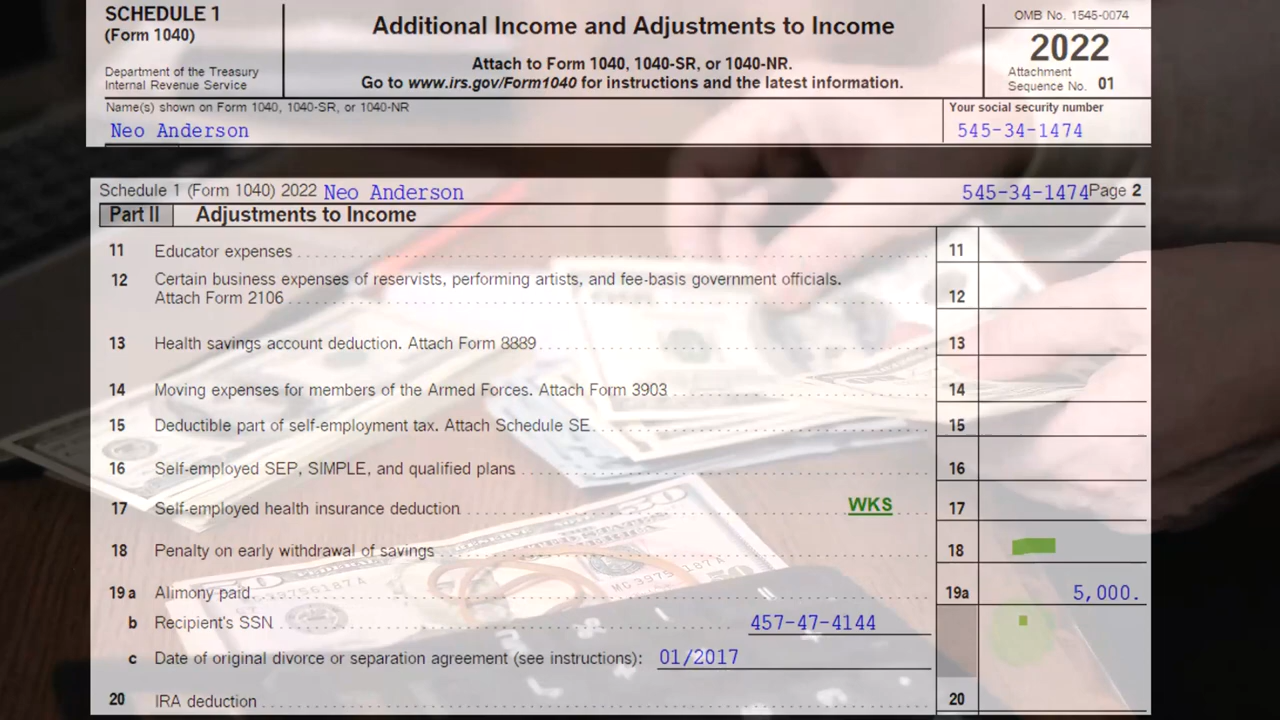 SCHEDULE 1
(Form 1040)
Department of the Treasury
Internal Revenue Service
Additional Income and Adjustments to Income
Attach to Form 1040, 1040-SR, or 1040-NR.
Go to www.irs.gov/Form1040 for instructions and the latest information.
OMB No. 1545-0074
2022
Attachment
Sequence No. 01
Name(s) shown on Form 1040, 1040-SR, or 1040-NR
Neo Anderson
Your social security number
545-34-1474
Schedule 1 (Form 1040) 2022 Neo Anderson 545-34-1474 Page 2
Part II Adjustments to Income
11 Educator expenses 11
12 Certain business expenses of reservists, performing artists, and fee-basis government officials.
Attach Form 2106 12
13 Health savings account deduction. Attach Form 8889 13
14 Moving expenses for members of the Armed Forces. Attach Form 3903 14
15 Deductible part of self-employment tax. Attach Schedule SE 15
16 Self-employed SEP, SIMPLE, and qualified plans 16
17 Self-employed health insurance deduction WKS 17
18 Penalty on early withdrawal of savings 18
19a Alimony paid 19a 5,000.
b Recipient's SSN 457-47-4144
c Date of original divorce or separation agreement (see instructions): 01/2017
20 IRA deduction 20